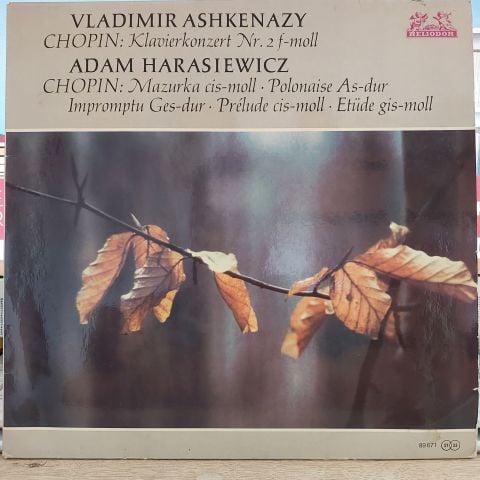 VLADIMIR ASHKENAZY
HELIODOR
CHOPIN: Klavierkonzert Nr. 2 f-moll
ADAM HARASIEWICZ
CHOPIN: Mazurka cis-moll · Polonaise As-dur
Impromptu Ges-dur · Prélude cis-moll · Etüde gis-moll
89 671